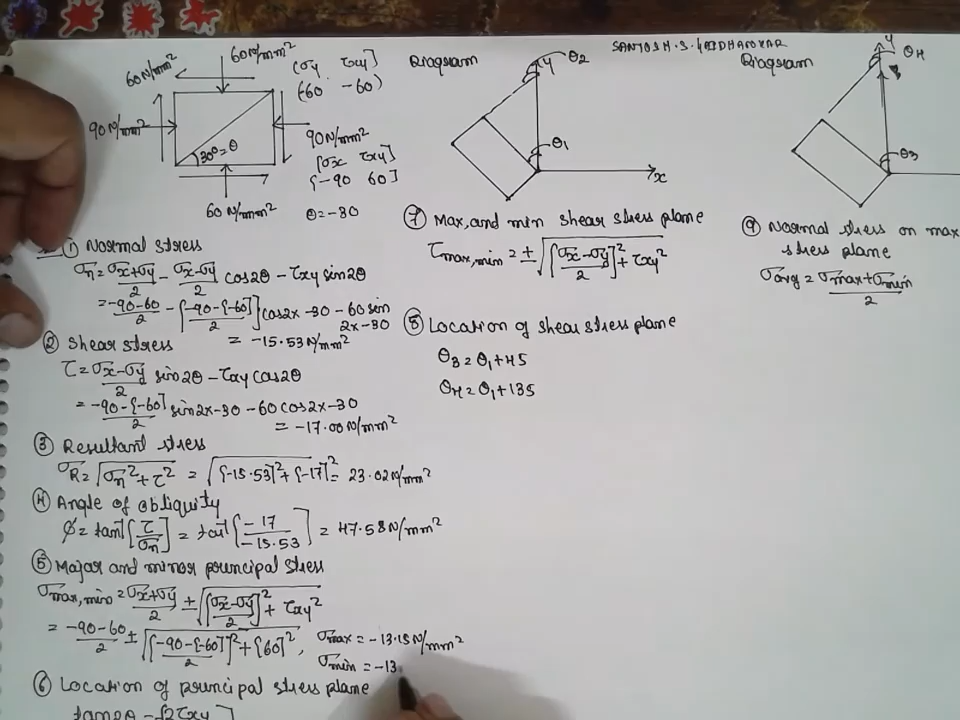 60N/mm² 60N/mm² (σy τxy]
(-60 -60)
90N/mm² 30°=θ 90N/mm²
[σx τxy]
[-90 60]
60 N/mm² θ=-30
① Normal stress
σn = σx+σy/2 - σx-σy/2 cos2θ - τxy sin2θ
= -90-60/2 - [-90-[-60]/2] cos2x-30 - 60 sin 2x-30
= -15.53N/mm²
② Shear stress
τ = σx-σy/2 sin2θ - τxy cos2θ
= -90-[-60]/2 sin2x-30 - 60 cos2x-30
= -17.00N/mm²
③ Resultant stress
σR = √σn²+τ² = √[-15.53]²+[-17]² = 23.02N/mm²
④ Angle of obliquity
φ = tan⁻¹[τ/σn] = tan⁻¹[-17/-15.53] = 47.58N/mm²
⑤ Major and minor principal stress
σmax,min = σx+σy/2 ± √[σx-σy/2]² + τxy²
= -90-60/2 ± √[-90-[-60]/2]² + [60]², σmax = -13.15N/mm²
σmin = -13
⑥ Location of principal stress plane
tan2θ -[2τxy]
Diagram
y θ2
θ1
x
⑦ Max, and min shear stress plane
τmax,min = ± √[σx-σy/2]² + τxy²
⑧ Location of shear stress plane
θ3 = θ1+45
θ4 = θ1+135
SANTOSH.S.
Diagram
y θ4
θ3
⑨ Normal stress on max
stress plane
σavg = σmax+σmin/2